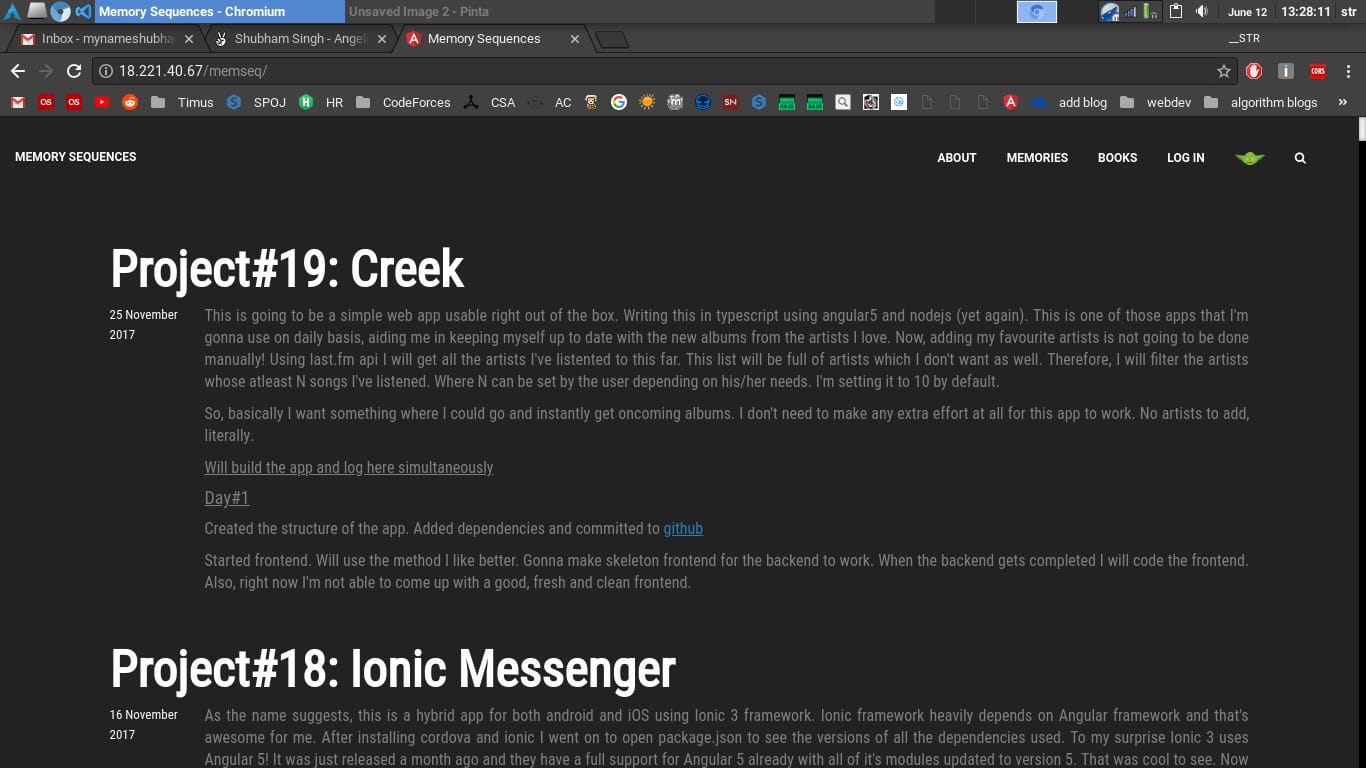 Memory Sequences - Chromium
Unsaved Image 2 - Pinta
June 12
13:28:11
str
Inbox - mynameshubha
Shubham Singh - Angell
Memory Sequences
__STR
18.221.40.67/memseq/
CORS
OS
OS
Timus
SPOJ
HR
CodeForces
CSA
AC
SN
add blog
webdev
algorithm blogs
»
MEMORY SEQUENCES
ABOUT
MEMORIES
BOOKS
LOG IN
Project#19: Creek
25 November
2017
This is going to be a simple web app usable right out of the box. Writing this in typescript using angular5 and nodejs (yet again). This is one of those apps that I'm
gonna use on daily basis, aiding me in keeping myself up to date with the new albums from the artists I love. Now, adding my favourite artists is not going to be done
manually! Using last.fm api I will get all the artists I've listented to this far. This list will be full of artists which I don't want as well. Therefore, I will filter the artists
whose atleast N songs I've listened. Where N can be set by the user depending on his/her needs. I'm setting it to 10 by default.
So, basically I want something where I could go and instantly get oncoming albums. I don't need to make any extra effort at all for this app to work. No artists to add,
literally.
Will build the app and log here simultaneously
Day#1
Created the structure of the app. Added dependencies and committed to github
Started frontend. Will use the method I like better. Gonna make skeleton frontend for the backend to work. When the backend gets completed I will code the frontend.
Also, right now I'm not able to come up with a good, fresh and clean frontend.
Project#18: Ionic Messenger
16 November
2017
As the name suggests, this is a hybrid app for both android and iOS using Ionic 3 framework. Ionic framework heavily depends on Angular framework and that's
awesome for me. After installing cordova and ionic I went on to open package.json to see the versions of all the dependencies used. To my surprise Ionic 3 uses
Angular 5! It was just released a month ago and they have a full support for Angular 5 already with all of it's modules updated to version 5. That was cool to see. Now